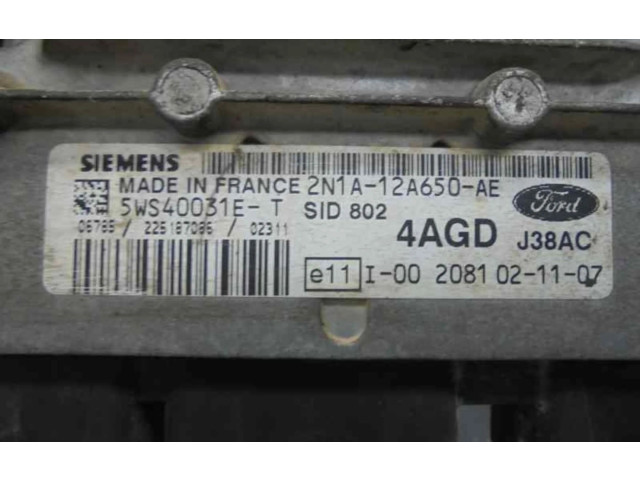 SIEMENS
MADE IN FRANCE 2N1A-12A650-AE
5WS40031E-T SID 802
Ford
06785 / 225187086 / 02311
4AGD J38AC
e11 I-00 2081 02-11-07